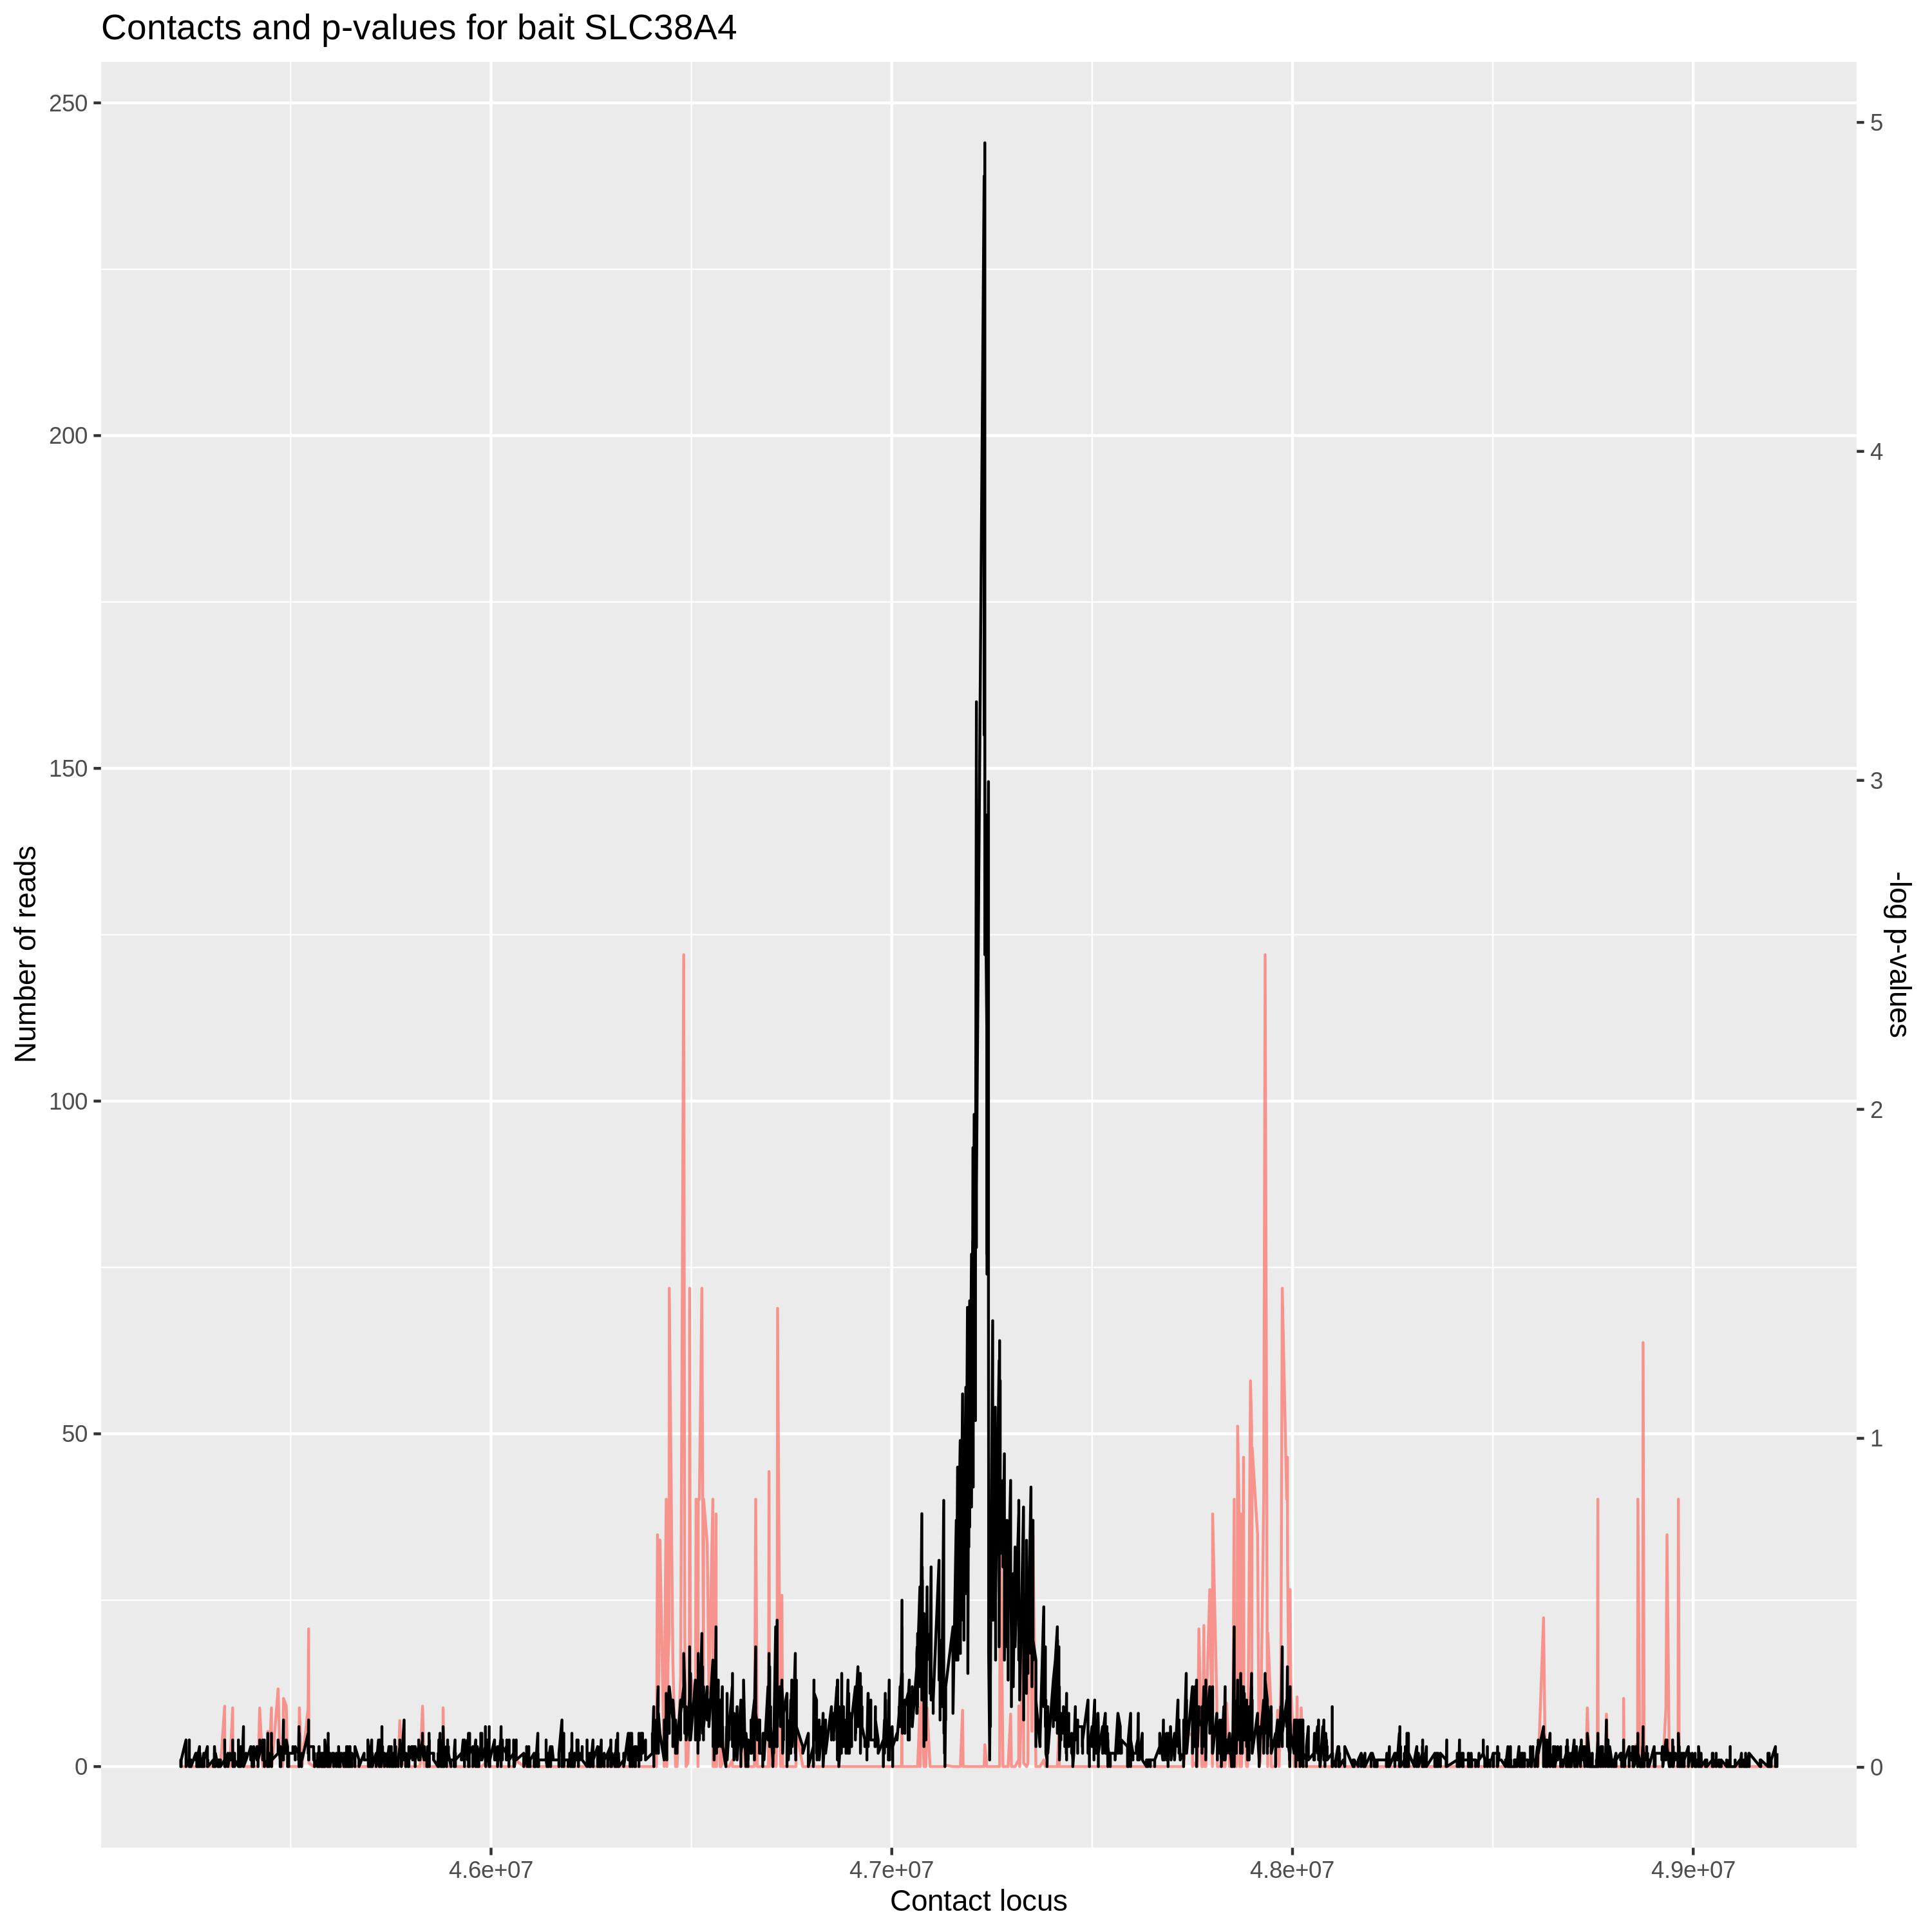 Contacts and p-values for bait SLC38A4
250
200
150
100
50
0
Number of reads
5
4
3
2
1
0
-log p-values
4.6e+07
4.7e+07
4.8e+07
4.9e+07
Contact locus